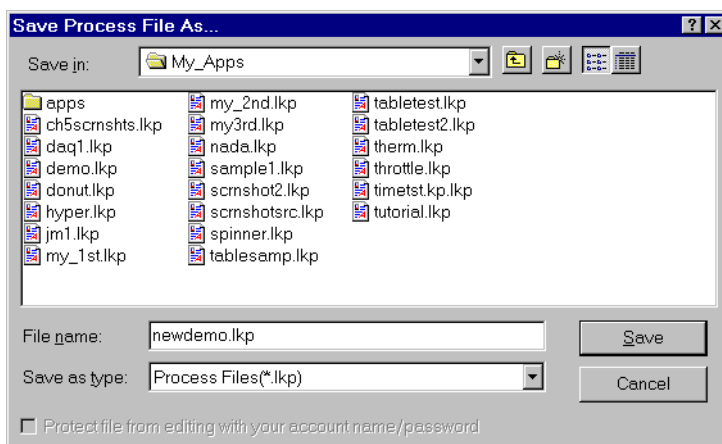 Save Process File As...
Save in: My_Apps
apps my_2nd.lkp tabletest.lkp
ch5scrnshts.lkp my3rd.lkp tabletest2.lkp
daq1.lkp nada.lkp therm.lkp
demo.lkp sample1.lkp throttle.lkp
donut.lkp scrnshot2.lkp timetst.kp.lkp
hyper.lkp scrnshotsrc.lkp tutorial.lkp
jm1.lkp spinner.lkp
my_1st.lkp tablesamp.lkp
File name: newdemo.lkp Save
Save as type: Process Files(*.lkp) Cancel
Protect file from editing with your account name/password